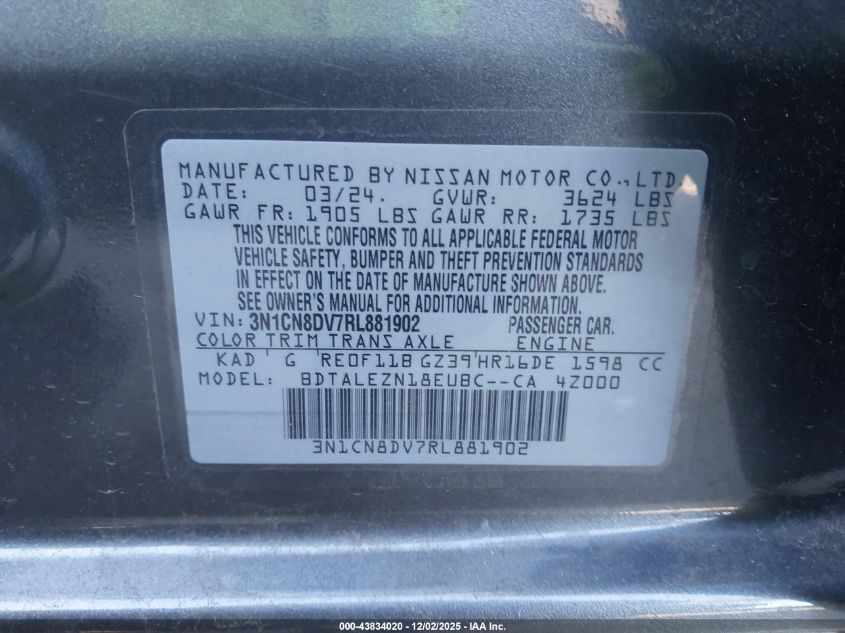 MANUFACTURED BY NISSAN MOTOR CO.,LTD.
DATE: 03/24. GVWR: 3624 LBS
GAWR FR: 1905 LBS GAWR RR: 1735 LBS
THIS VEHICLE CONFORMS TO ALL APPLICABLE FEDERAL MOTOR
VEHICLE SAFETY, BUMPER AND THEFT PREVENTION STANDARDS
IN EFFECT ON THE DATE OF MANUFACTURE SHOWN ABOVE.
SEE OWNER'S MANUAL FOR ADDITIONAL INFORMATION.
VIN: 3N1CN8DV7RL881902 PASSENGER CAR.
COLOR TRIM TRANS AXLE ENGINE
KAD G RE0F11B GZ39 HR16DE 1598 CC
MODEL: BDTALEZN18EUBC--CA 4Z000
3N1CN8DV7RL881902
000-43834020 - 12/02/2025 - IAA Inc.